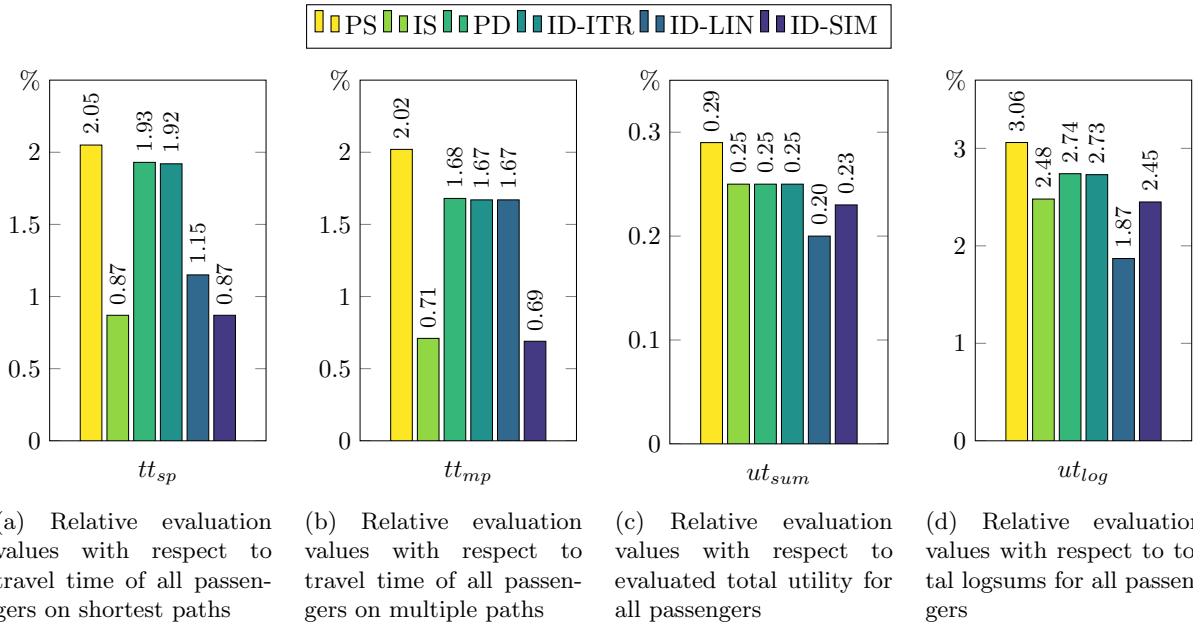 PS IS PD ID-ITR ID-LIN ID-SIM
%
2
1.5
1
0.5
0
2.05
0.87
1.93
1.92
1.15
0.87
tt_sp
%
2
1.5
1
0.5
0
2.02
0.71
1.68
1.67
1.67
0.69
tt_mp
%
0.3
0.2
0.1
0
0.29
0.25
0.25
0.25
0.20
0.23
ut_sum
%
3
2
1
0
3.06
2.48
2.74
2.73
1.87
2.45
ut_log
(a) Relative evaluation
values with respect to
travel time of all passen-
gers on shortest paths
(b) Relative evaluation
values with respect to
travel time of all passen-
gers on multiple paths
(c) Relative evaluation
values with respect to
evaluated total utility for
all passengers
(d) Relative evaluation
values with respect to to-
tal logsums for all passen-
gers